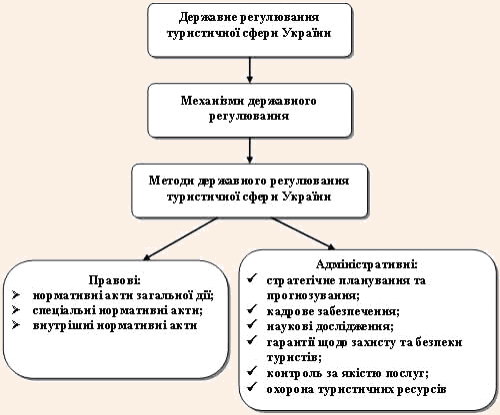 Державне регулювання
туристичної сфери України
Механізми державного
регулювання
Методи державного регулювання
туристичної сфери України
Правові:
нормативні акти загальної дії;
спеціальні нормативні акти;
внутрішні нормативні акти
Адміністративні:
стратегічне планування та
прогнозування;
кадрове забезпечення;
наукові дослідження;
гарантії щодо захисту та безпеки
туристів;
контроль за якістю послуг;
охорона туристичних ресурсів